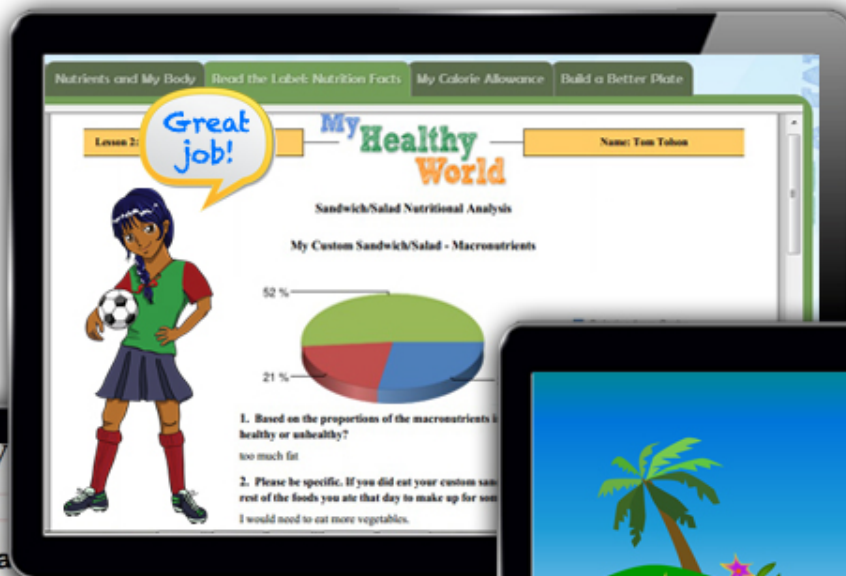 Nutrients and My Body
Read the Label: Nutrition Facts
My Calorie Allowance
Build a Better Plate
Great
job!
Lesson 2:
My
Healthy
World
Name: Tom Tolson
Sandwich/Salad Nutritional Analysis
My Custom Sandwich/Salad - Macronutrients
52 %
21 %
1. Based on the proportions of the macronutrients
healthy or unhealthy?
too much fat
2. Please be specific. If you did eat your custom
rest of the foods you ate that day to make up for
I would need to eat more vegetables.